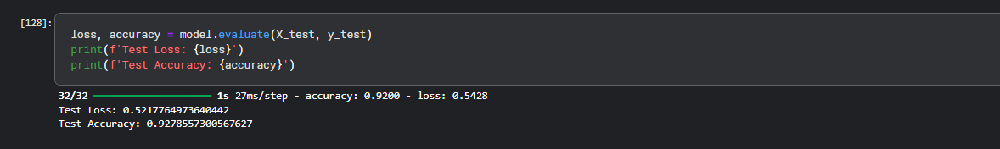 [128]:
loss, accuracy = model.evaluate(X_test, y_test)
print(f'Test Loss: {loss}')
print(f'Test Accuracy: {accuracy}')
32/32 ━━━━━━━━━━━━━━━━━━━━ 1s 27ms/step - accuracy: 0.9200 - loss: 0.5428
Test Loss: 0.5217764973640442
Test Accuracy: 0.9278557300567627